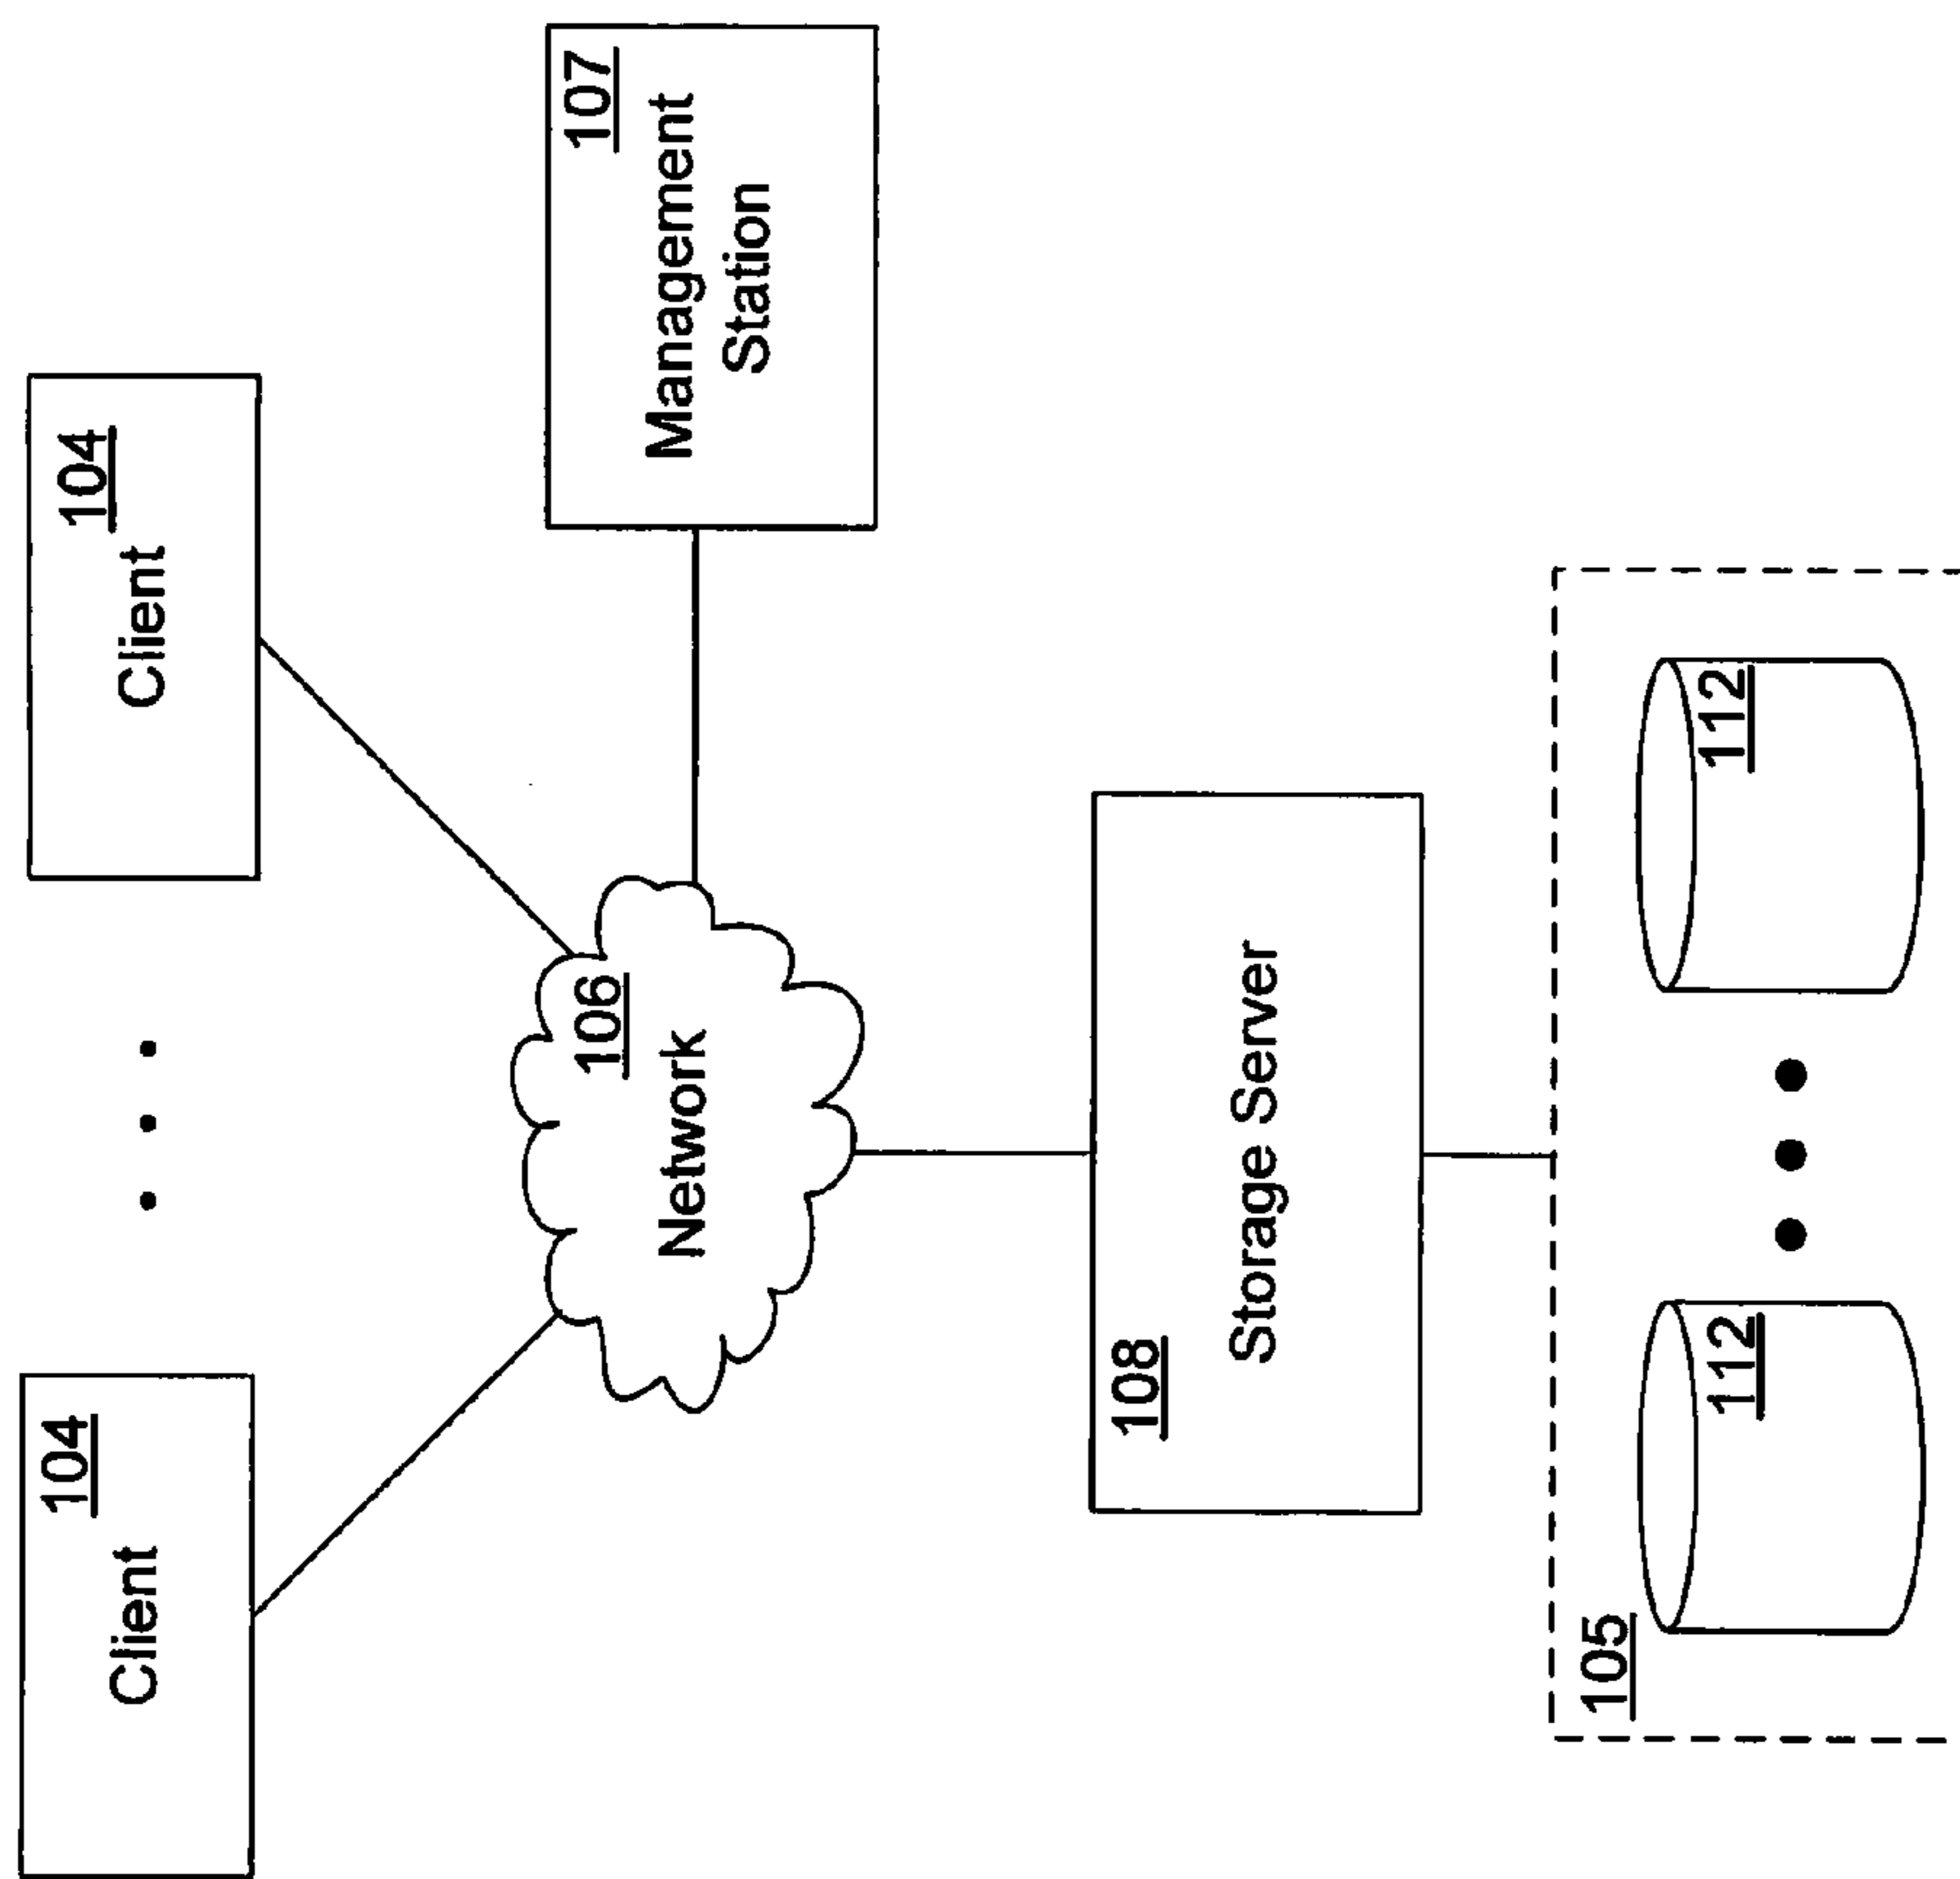 104
Client
104
Client
106
Network
107
Management
Station
108
Storage Server
105
112
112